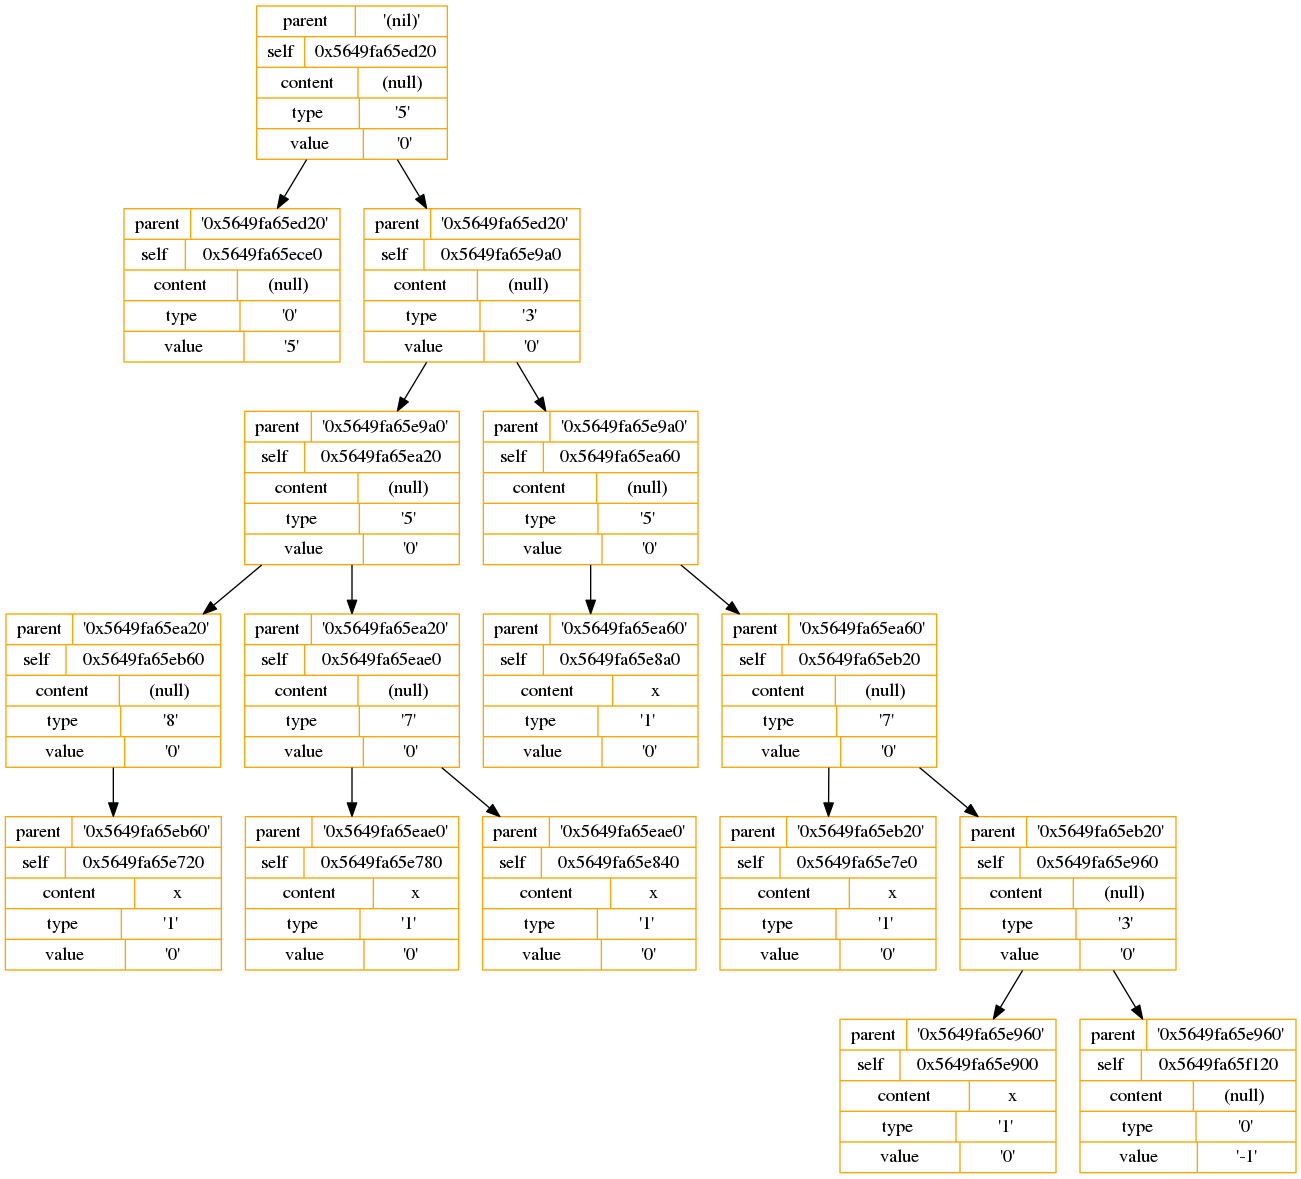 parent '(nil)'
self 0x5649fa65ed20
content (null)
type '5'
value '0'
parent '0x5649fa65ed20'
self 0x5649fa65ece0
content (null)
type '0'
value '5'
parent '0x5649fa65ed20'
self 0x5649fa65e9a0
content (null)
type '3'
value '0'
parent '0x5649fa65e9a0'
self 0x5649fa65ea20
content (null)
type '5'
value '0'
parent '0x5649fa65e9a0'
self 0x5649fa65ea60
content (null)
type '5'
value '0'
parent '0x5649fa65ea20'
self 0x5649fa65eb60
content (null)
type '8'
value '0'
parent '0x5649fa65ea20'
self 0x5649fa65eae0
content (null)
type '7'
value '0'
parent '0x5649fa65ea60'
self 0x5649fa65e8a0
content x
type '1'
value '0'
parent '0x5649fa65ea60'
self 0x5649fa65eb20
content (null)
type '7'
value '0'
parent '0x5649fa65eb60'
self 0x5649fa65e720
content x
type '1'
value '0'
parent '0x5649fa65eae0'
self 0x5649fa65e780
content x
type '1'
value '0'
parent '0x5649fa65eae0'
self 0x5649fa65e840
content x
type '1'
value '0'
parent '0x5649fa65eb20'
self 0x5649fa65e7e0
content x
type '1'
value '0'
parent '0x5649fa65eb20'
self 0x5649fa65e960
content (null)
type '3'
value '0'
parent '0x5649fa65e960'
self 0x5649fa65e900
content x
type '1'
value '0'
parent '0x5649fa65e960'
self 0x5649fa65f120
content (null)
type '0'
value '-1'